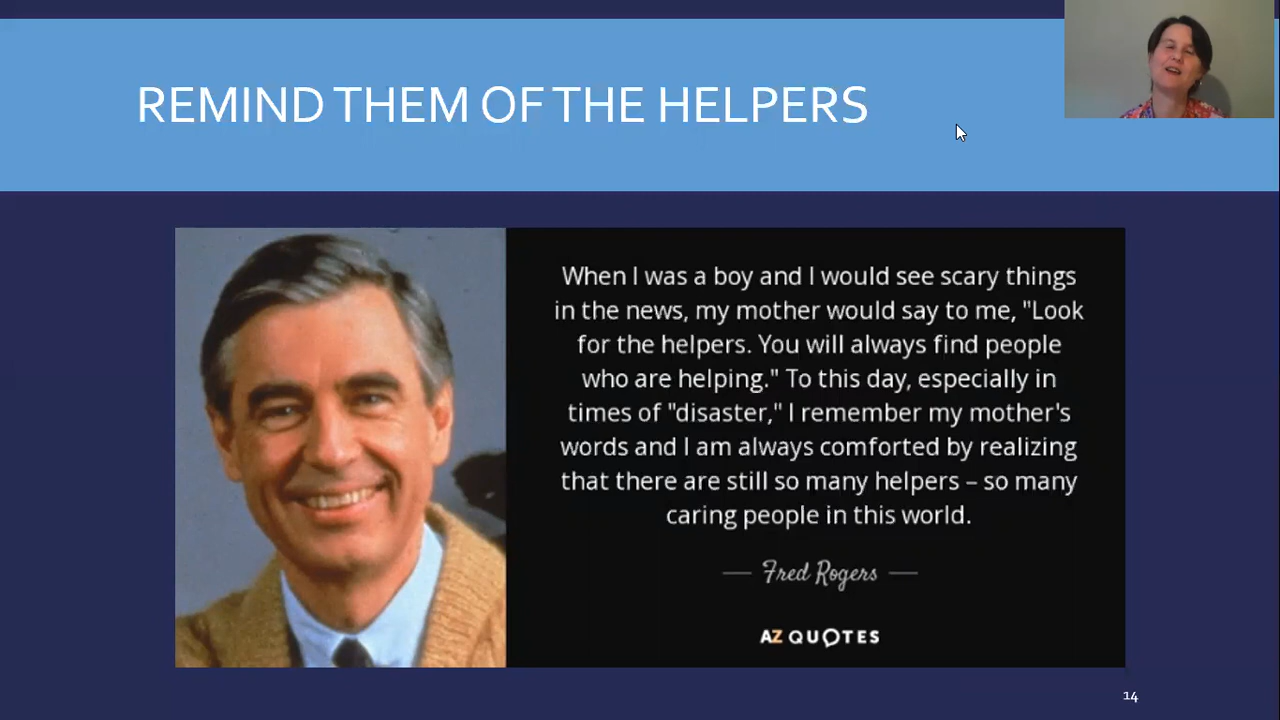 REMIND THEM OF THE HELPERS
When I was a boy and I would see scary things
in the news, my mother would say to me, "Look
for the helpers. You will always find people
who are helping." To this day, especially in
times of "disaster," I remember my mother's
words and I am always comforted by realizing
that there are still so many helpers – so many
caring people in this world.
Fred Rogers
AZ QUOTES
14